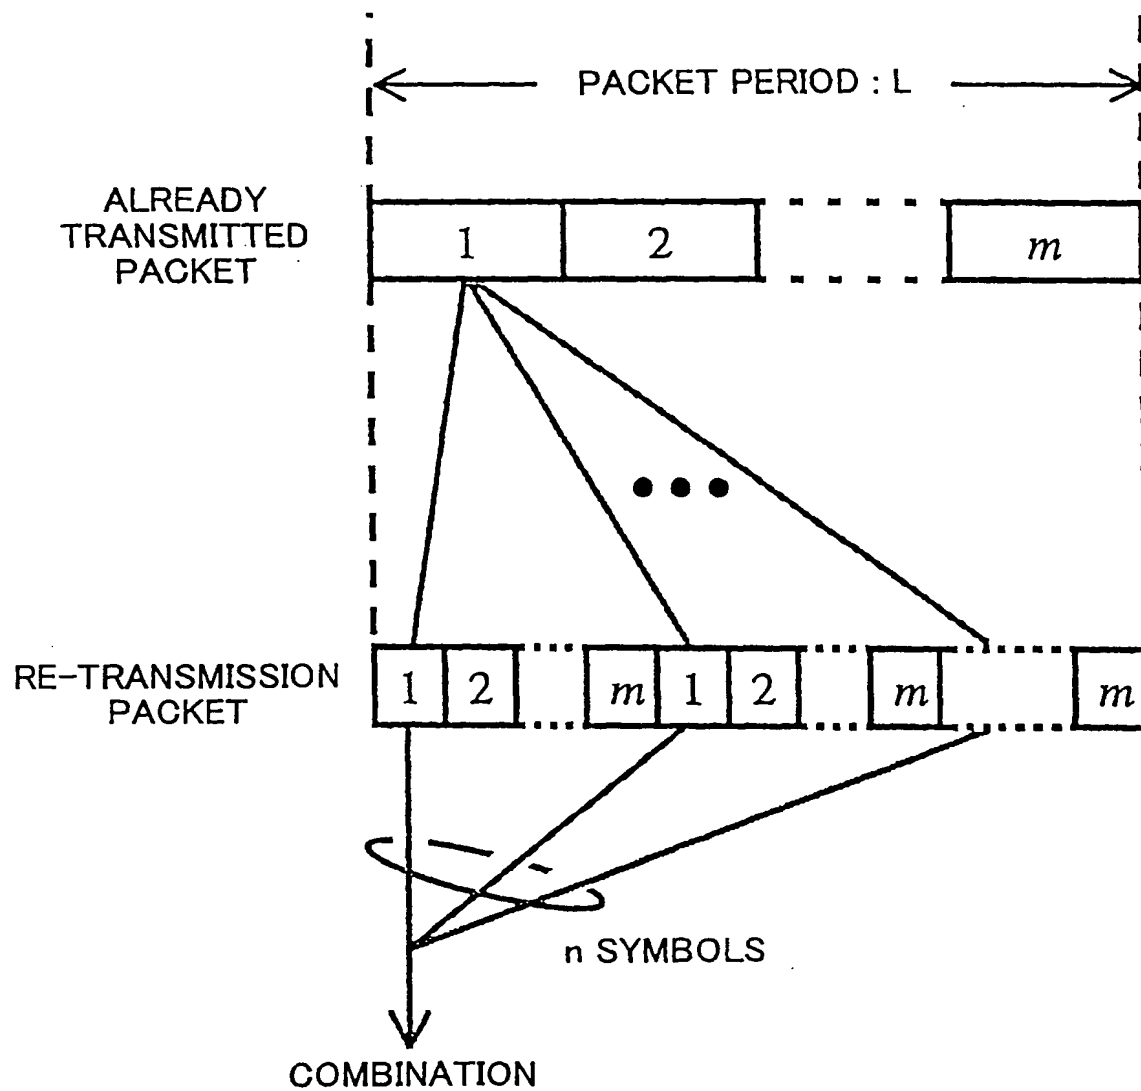 PACKET PERIOD : L
ALREADY
TRANSMITTED
PACKET
1 2 m
RE-TRANSMISSION
PACKET
1 2 m 1 2 m m
n SYMBOLS
COMBINATION